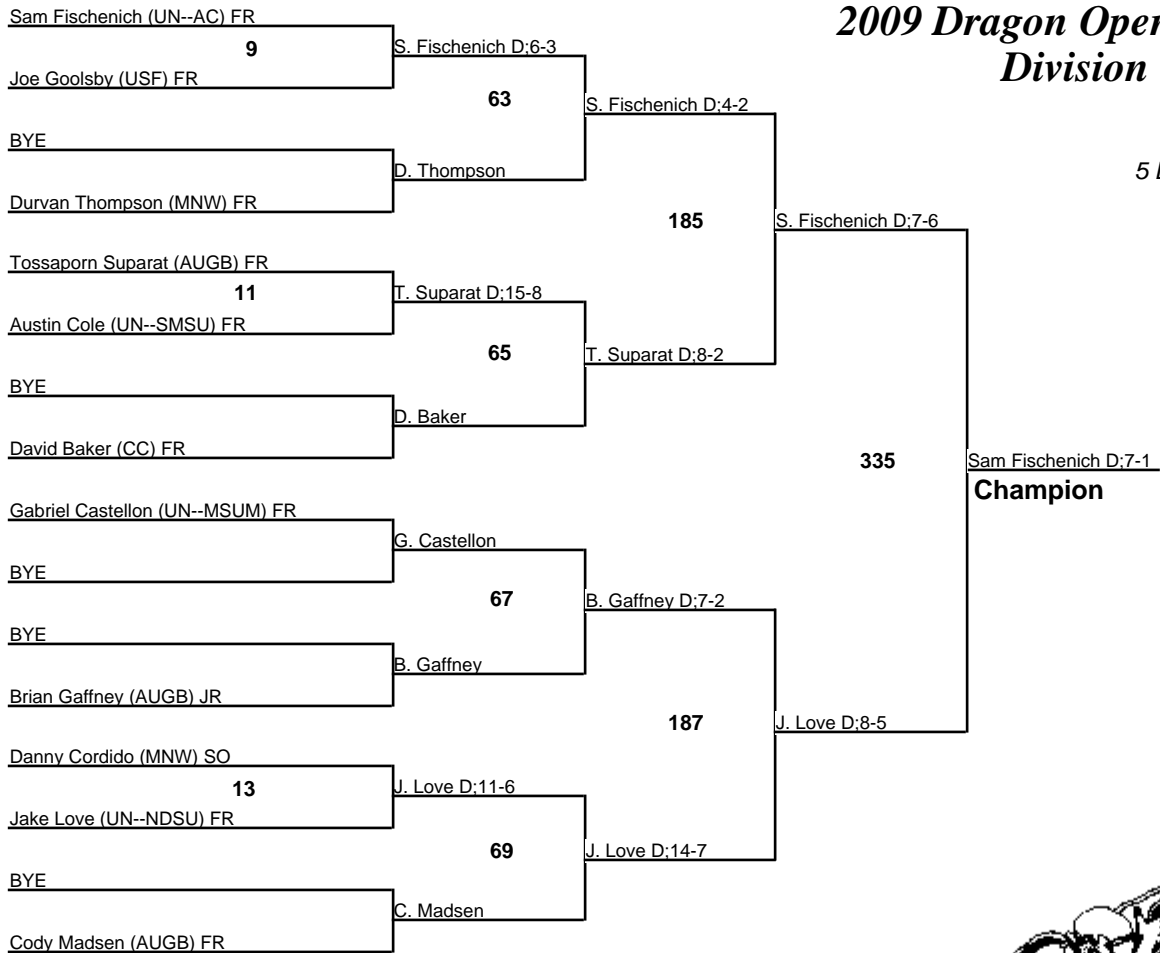 2009 Dragon Open
Division
Sam Fischenich (UN--AC) FR
9
S. Fischenich D;6-3
Joe Goolsby (USF) FR
63
S. Fischenich D;4-2
BYE
D. Thompson
5
Durvan Thompson (MNW) FR
185
S. Fischenich D;7-6
Tossaporn Suparat (AUGB) FR
11
T. Suparat D;15-8
Austin Cole (UN--SMSU) FR
65
T. Suparat D;8-2
BYE
D. Baker
David Baker (CC) FR
335
Sam Fischenich D;7-1
Champion
Gabriel Castellon (UN--MSUM) FR
G. Castellon
BYE
67
B. Gaffney D;7-2
BYE
B. Gaffney
Brian Gaffney (AUGB) JR
187
J. Love D;8-5
Danny Cordido (MNW) SO
13
J. Love D;11-6
Jake Love (UN--NDSU) FR
69
J. Love D;14-7
BYE
C. Madsen
Cody Madsen (AUGB) FR